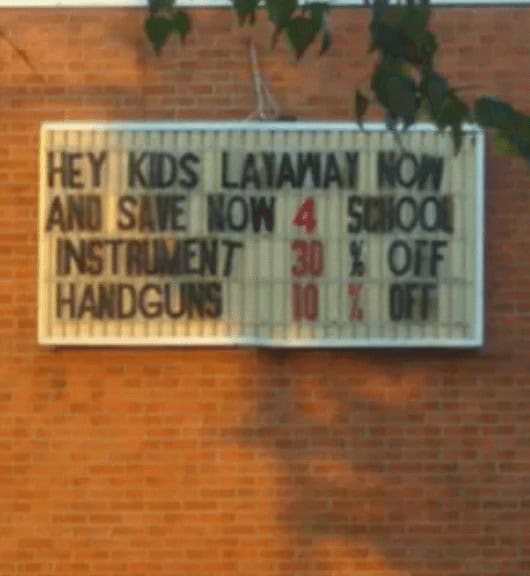 HEY KIDS LAYAWAY NOW
AND SAVE NOW 4 SCHOOL
INSTRUMENT 30 % OFF
HANDGUNS 10 % OFF